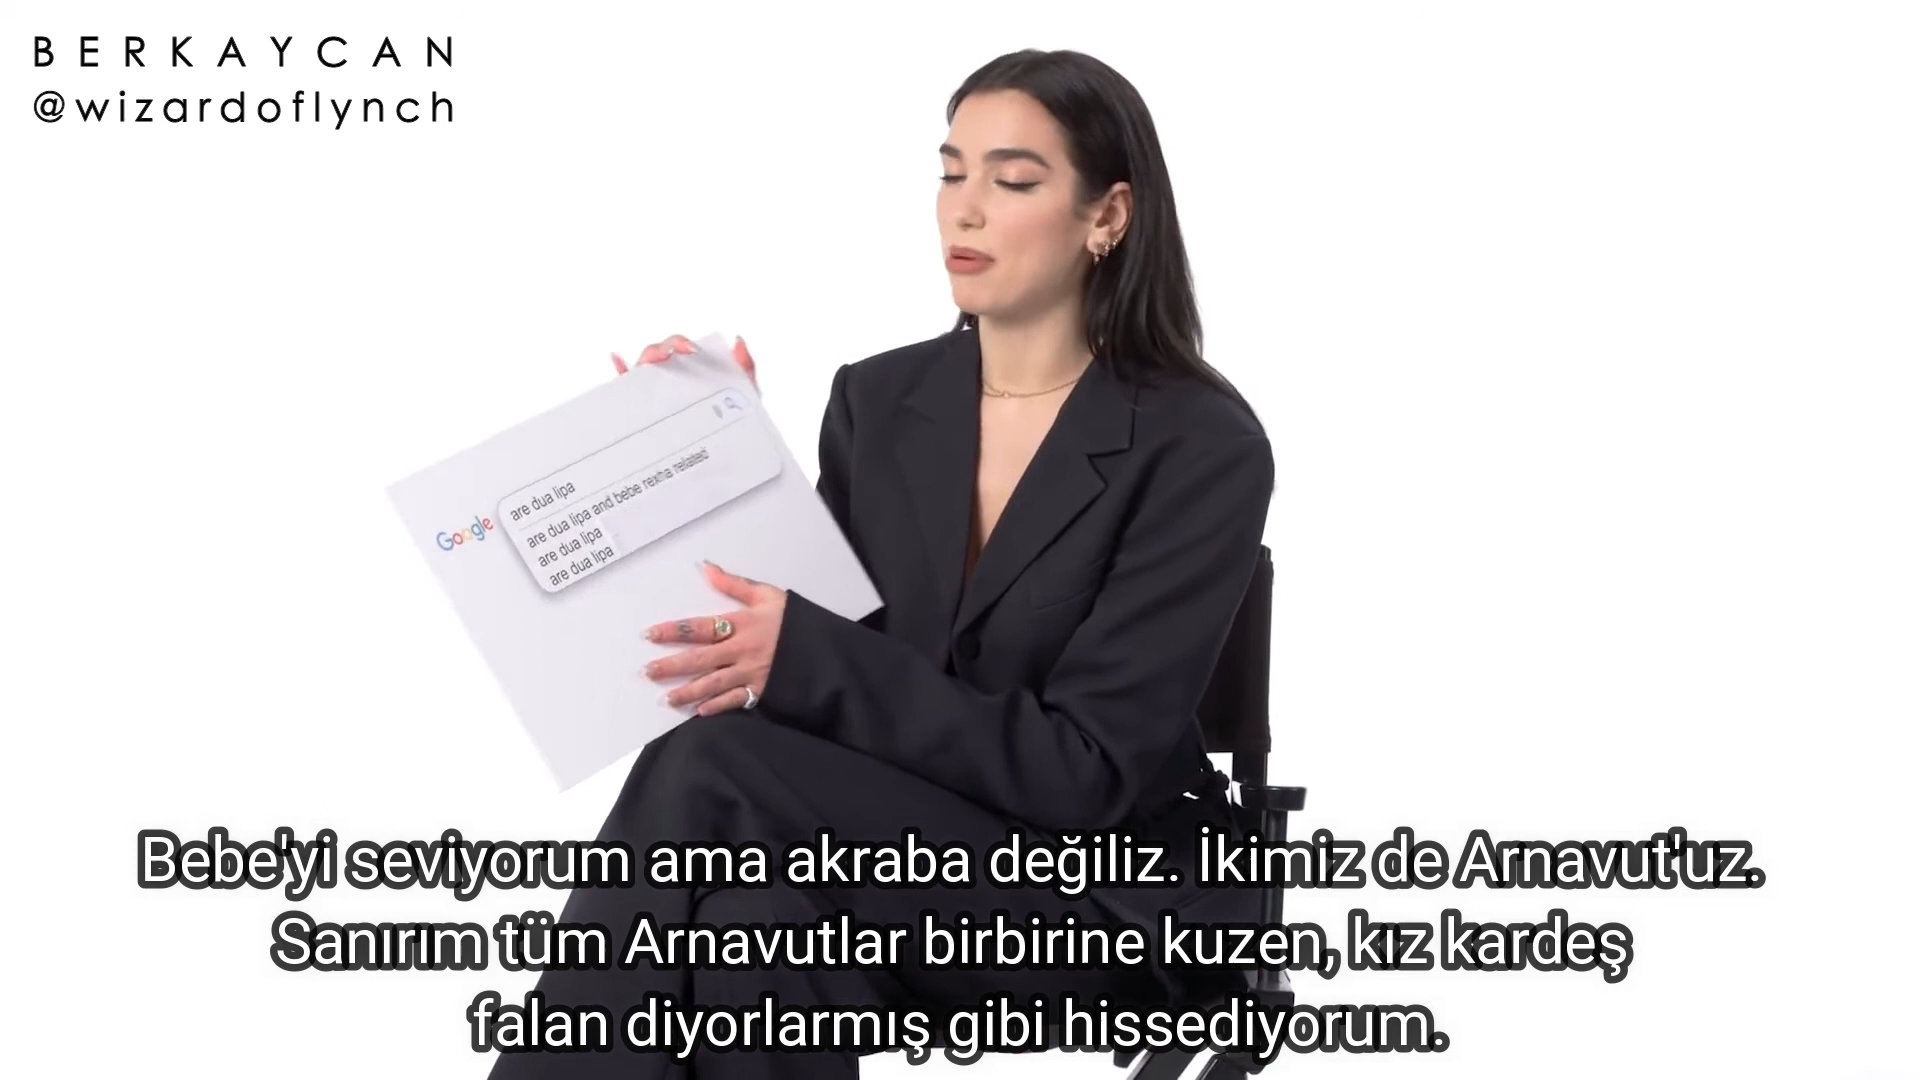 BERKAYCAN
@wizardoflynch
are dua lipa
Google
are dua lipa and bebe rexha related
are dua lipa
are dua lipa
Bebe'yi seviyorum ama akraba değiliz. İkimiz de Arnavut'uz.
Sanırım tüm Arnavutlar birbirine kuzen, kız kardeş
falan diyorlarmış gibi hissediyorum.